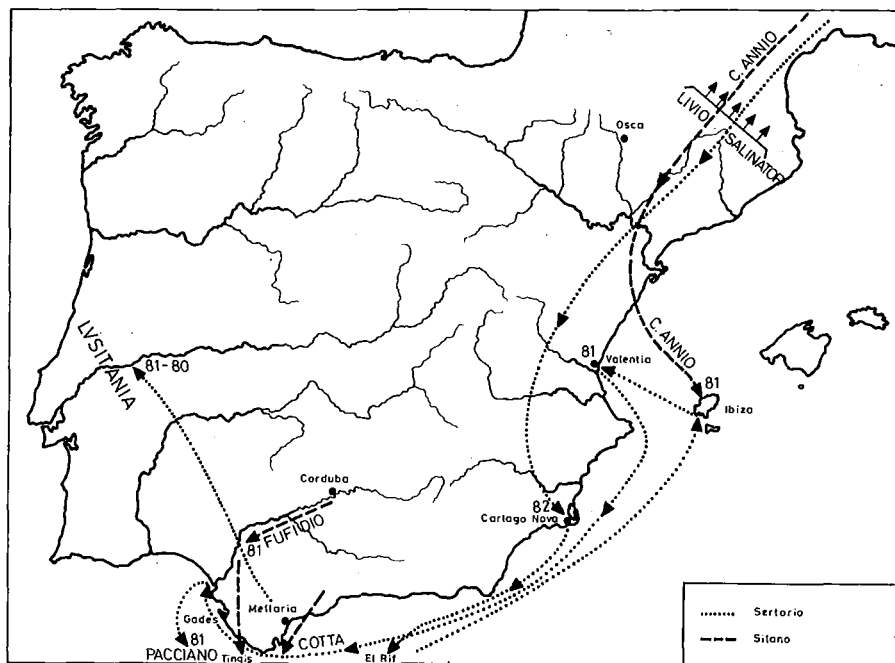 C. ANNIO
LIVIO
SALINATOR
Osca
C. ANNIO
81
Valentia
81
Ibiza
LVSITANIA
81-80
Corduba
82
Cartago Nova
81
FUFIDIO
Mellaria
Gades
81
PACCIANO
Tingis
COTTA
El Rif
Sertorio
Silano